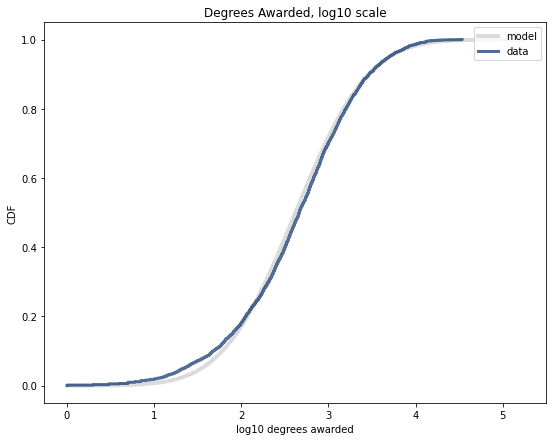 Degrees Awarded, log10 scale
model
data
CDF
1.0
0.8
0.6
0.4
0.2
0.0
0 1 2 3 4 5
log10 degrees awarded